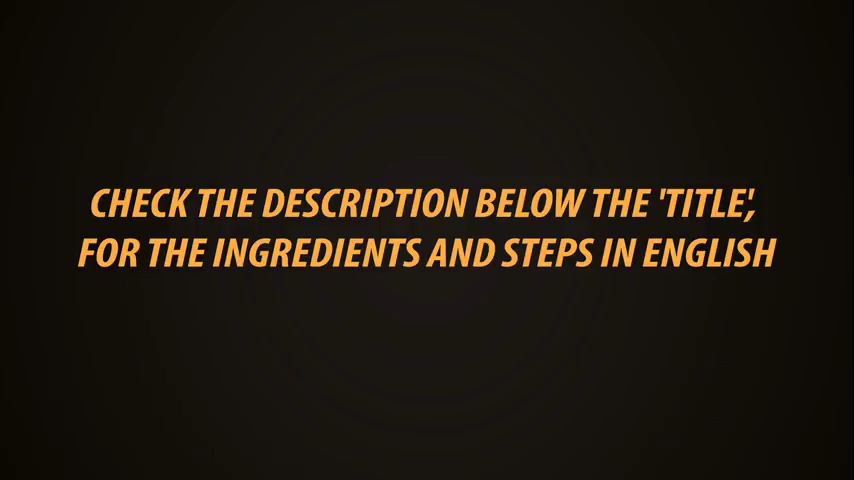 CHECK THE DESCRIPTION BELOW THE 'TITLE',
FOR THE INGREDIENTS AND STEPS IN ENGLISH